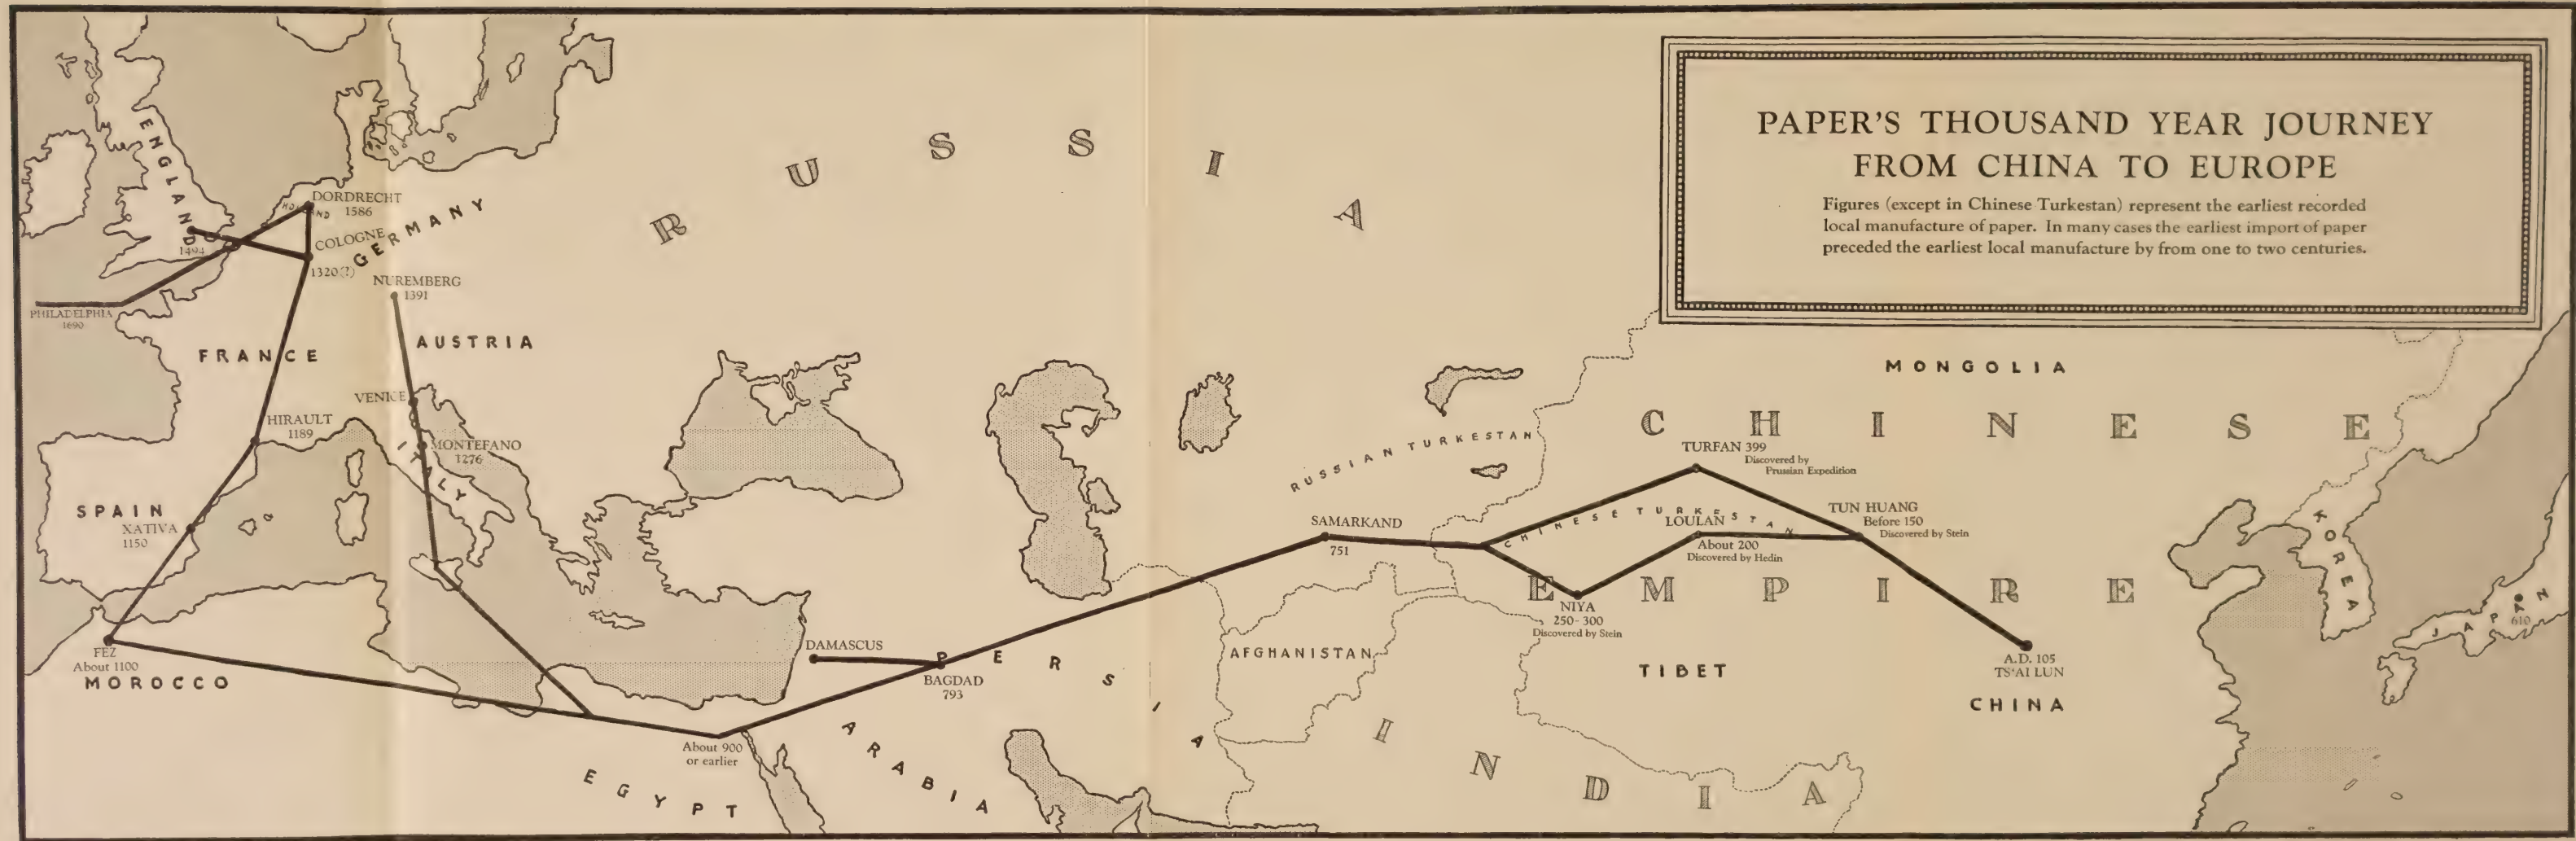 PAPER'S THOUSAND YEAR JOURNEY
FROM CHINA TO EUROPE
Figures (except in Chinese Turkestan) represent the earliest recorded
local manufacture of paper. In many cases the earliest import of paper
preceded the earliest local manufacture by from one to two centuries.
RUSSIA
ENGLAND
1494
HOLLAND
DORDRECHT
1586
COLOGNE
1320(?)
GERMANY
NUREMBERG
1391
PHILADELPHIA
1690
FRANCE
AUSTRIA
VENICE
HIRAULT
1189
MONTEFANO
1276
ITALY
SPAIN
XATIVA
1150
FEZ
About 1100
MOROCCO
About 900
or earlier
EGYPT
ARABIA
DAMASCUS
BAGDAD
793
PERSIA
RUSSIAN TURKESTAN
SAMARKAND
751
AFGHANISTAN
INDIA
MONGOLIA
CHINESE
EMPIRE
TURFAN 399
Discovered by
Prussian Expedition
CHINESE TURKESTAN
LOULAN
About 200
Discovered by Hedin
TUN HUANG
Before 150
Discovered by Stein
NIYA
250-300
Discovered by Stein
TIBET
A.D. 105
TS'AI LUN
CHINA
KOREA
JAPAN
610